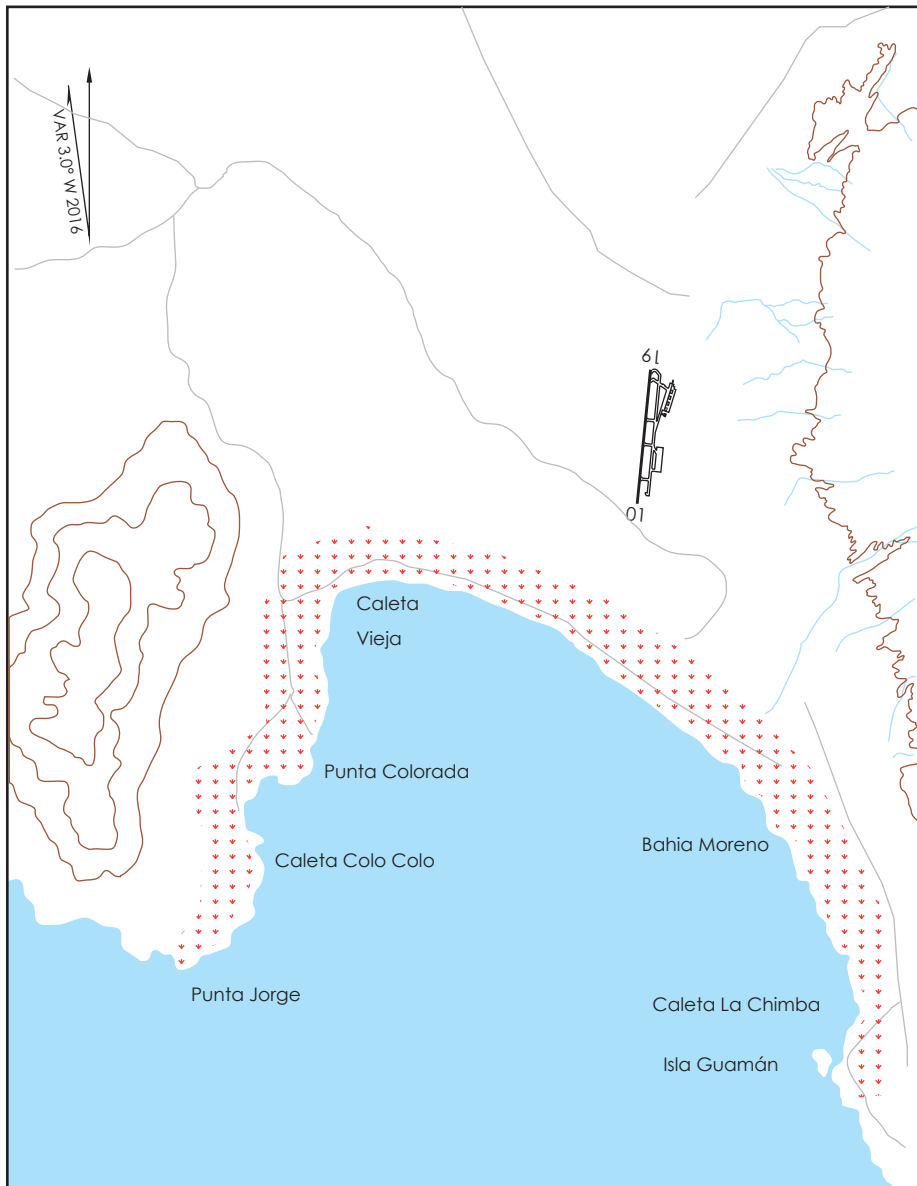 VAR 3.0° W 2016
19
01
Caleta
Vieja
Punta Colorada
Bahia Moreno
Caleta Colo Colo
Punta Jorge
Caleta La Chimba
Isla Guamán